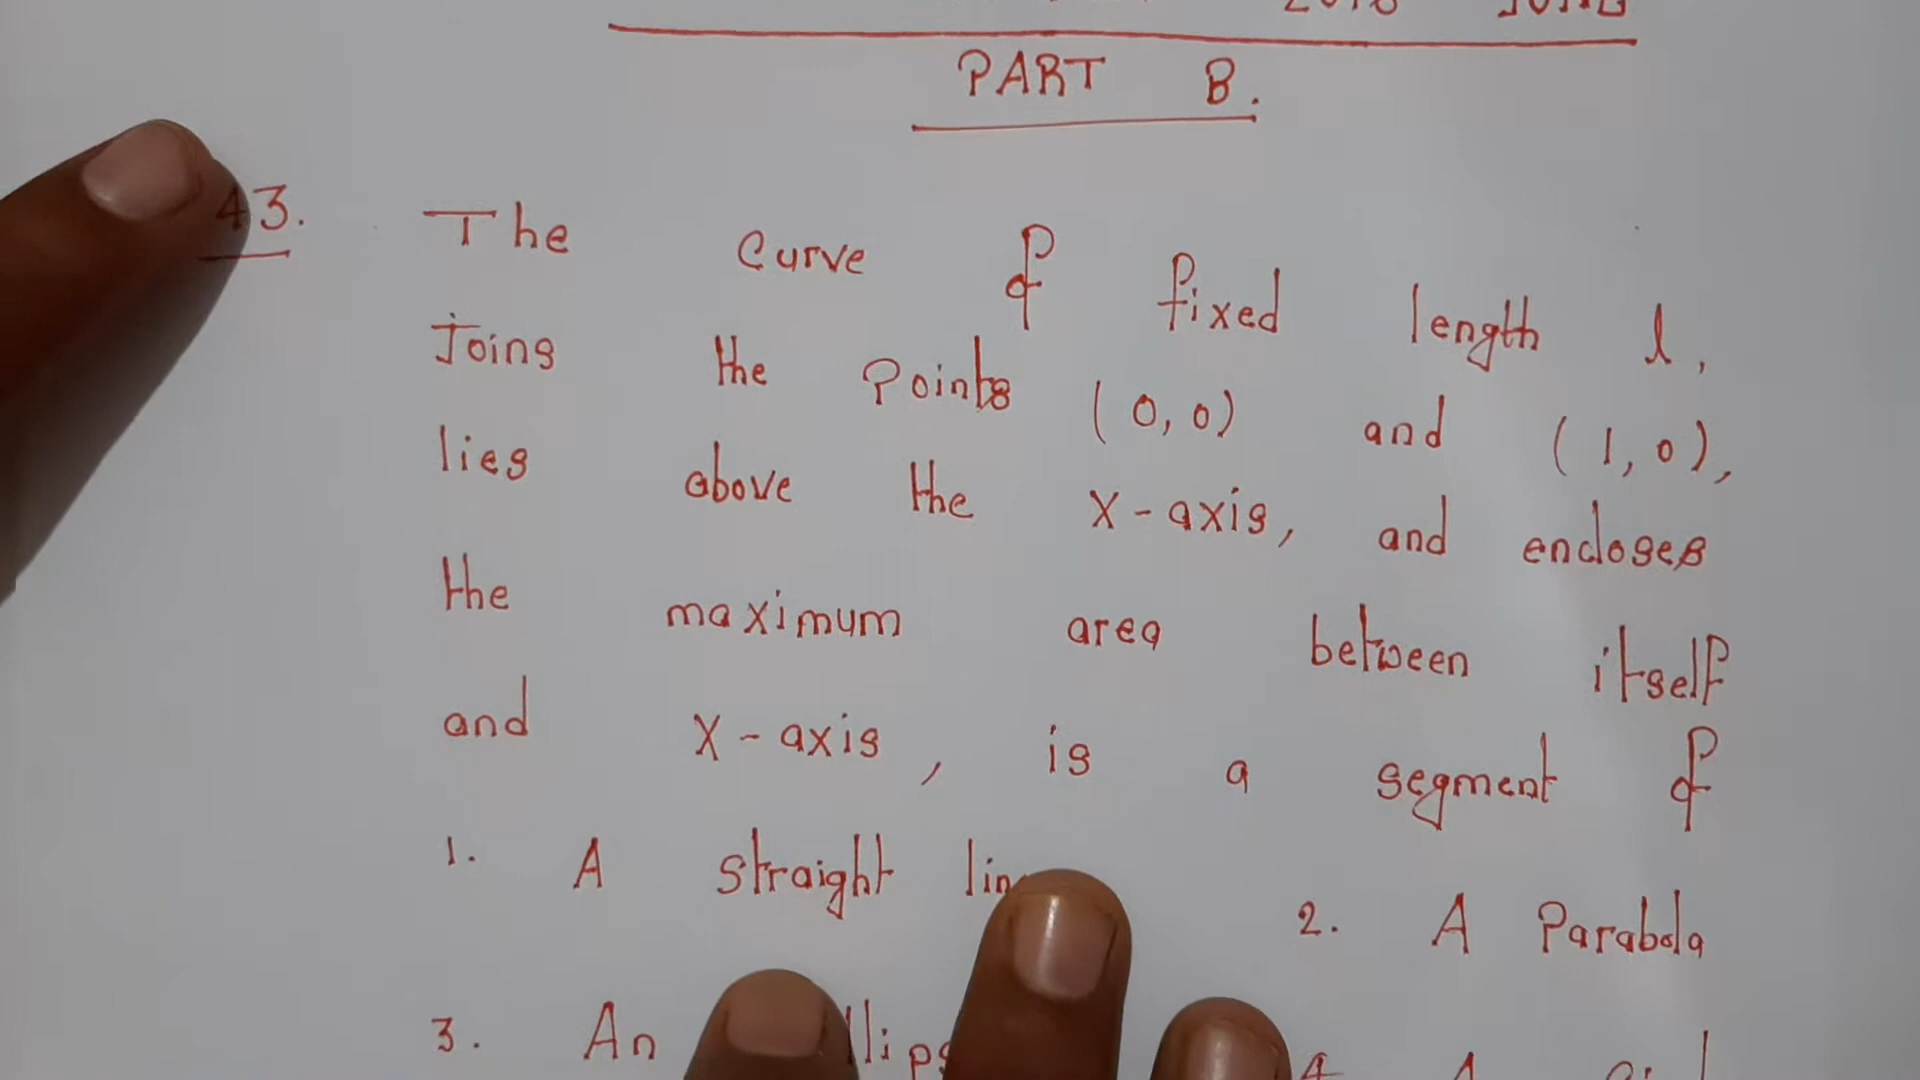 PART B.
43. The Curve of fixed length l,
Joins the Points (0,0) and (1,0),
lies above the X-axis, and encloses
the maximum area between itself
and X-axis, is a segment of
1. A straight
2. A Parabola
3. An
4. A